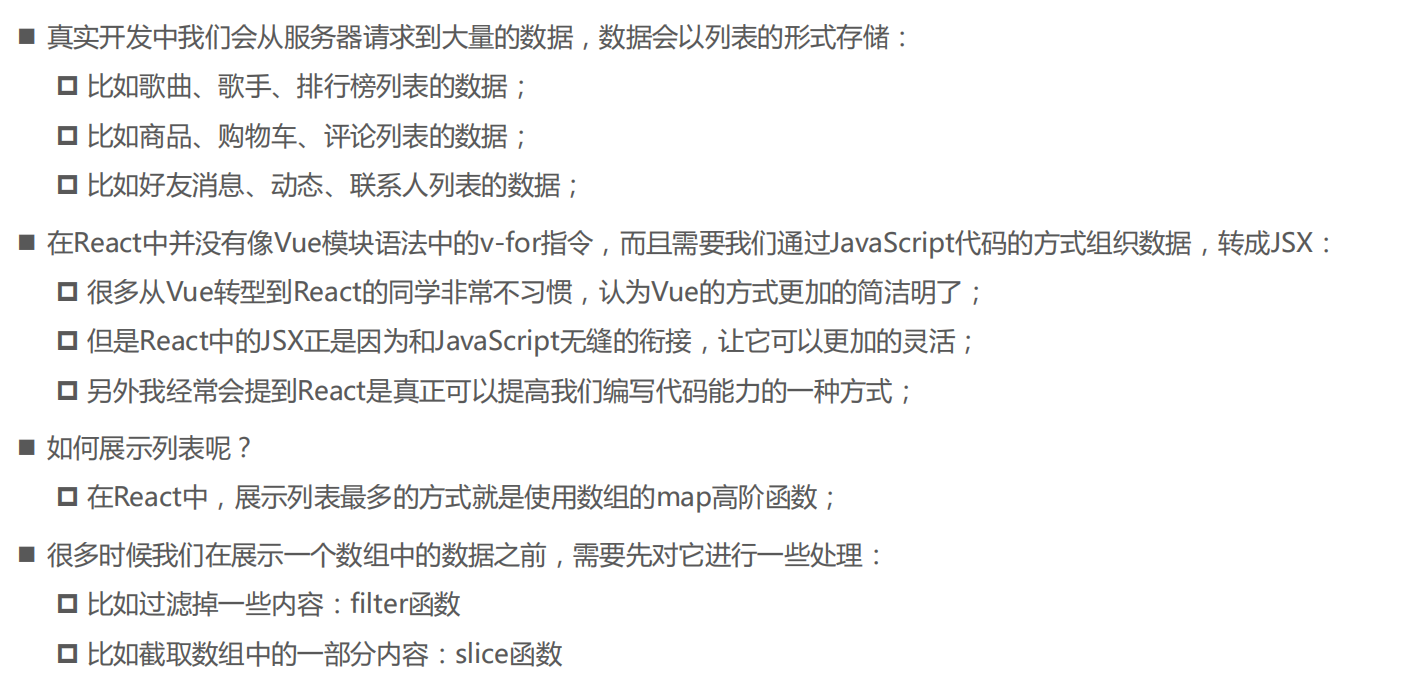 ■ 真实开发中我们会从服务器请求到大量的数据，数据会以列表的形式存储：
□ 比如歌曲、歌手、排行榜列表的数据；
□ 比如商品、购物车、评论列表的数据；
□ 比如好友消息、动态、联系人列表的数据；
■ 在React中并没有像Vue模块语法中的v-for指令，而且需要我们通过JavaScript代码的方式组织数据，转成JSX：
□ 很多从Vue转型到React的同学非常不习惯，认为Vue的方式更加的简洁明了；
□ 但是React中的JSX正是因为和JavaScript无缝的衔接，让它可以更加的灵活；
□ 另外我经常会提到React是真正可以提高我们编写代码能力的一种方式；
■ 如何展示列表呢？
□ 在React中，展示列表最多的方式就是使用数组的map高阶函数；
■ 很多时候我们在展示一个数组中的数据之前，需要先对它进行一些处理：
□ 比如过滤掉一些内容：filter函数
□ 比如截取数组中的一部分内容：slice函数